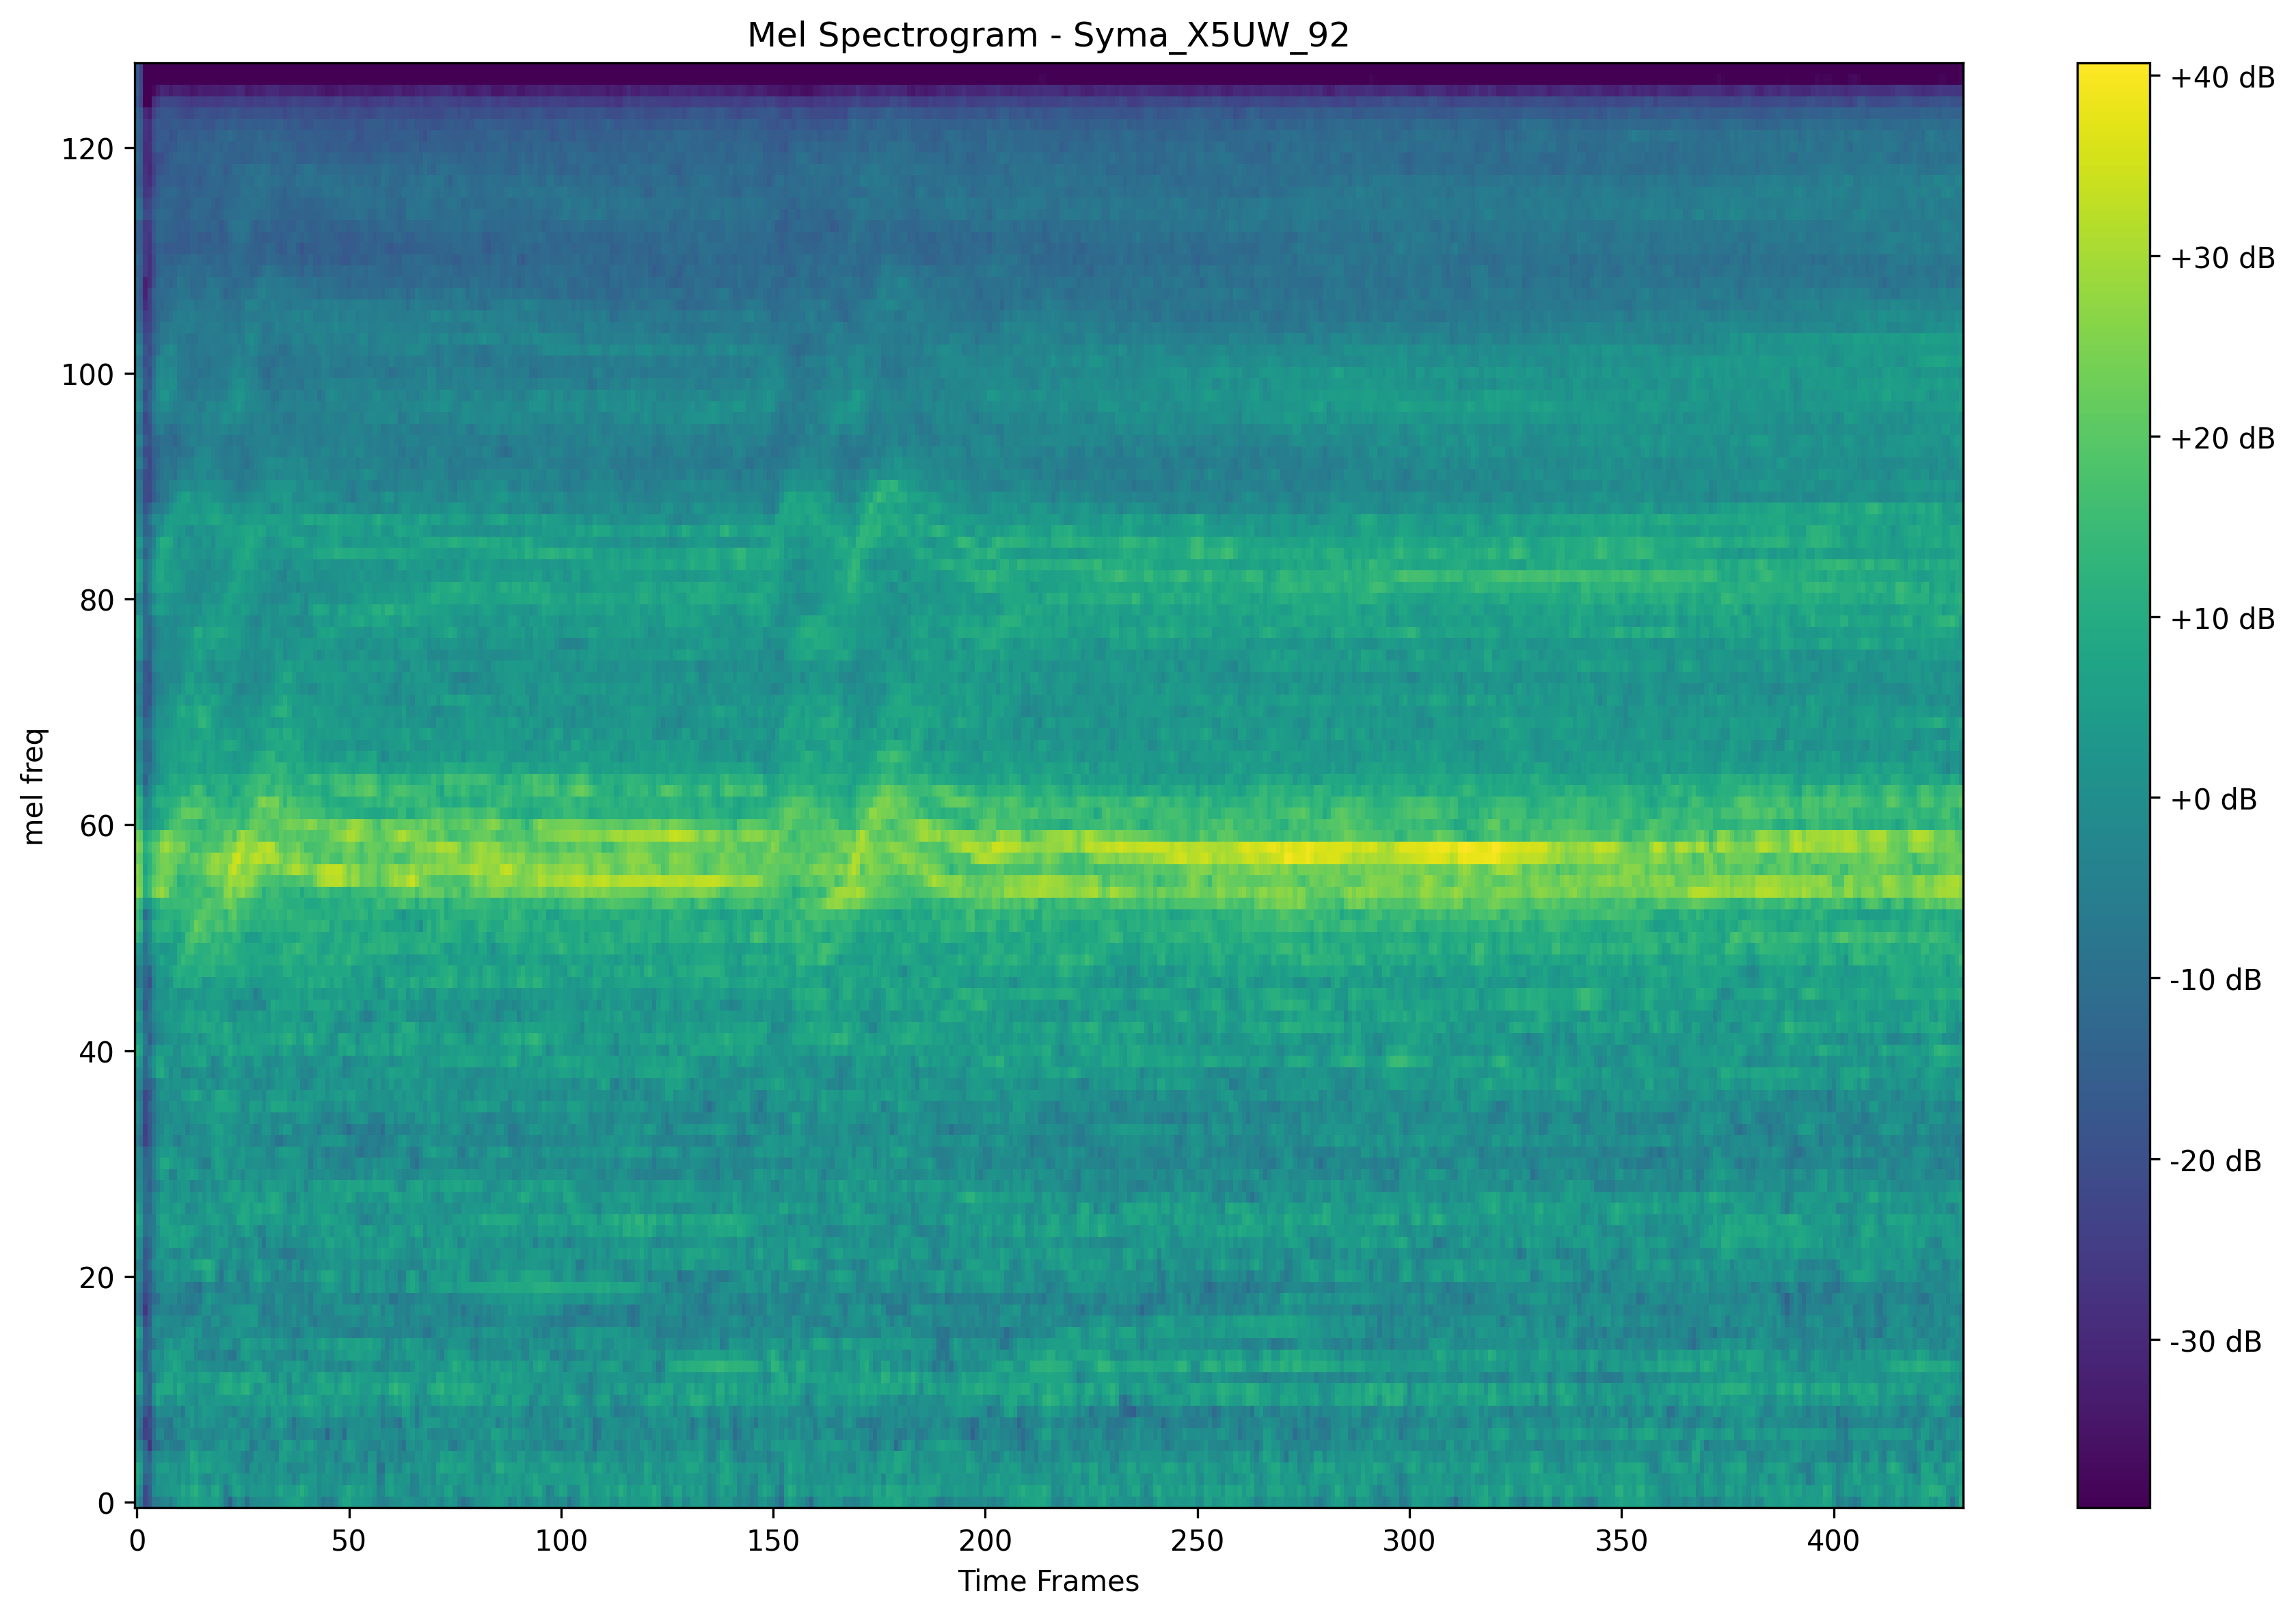 Mel Spectrogram - Syma_X5UW_92
mel freq
120
100
80
60
40
20
0
0 50 100 150 200 250 300 350 400
Time Frames
+40 dB
+30 dB
+20 dB
+10 dB
+0 dB
-10 dB
-20 dB
-30 dB